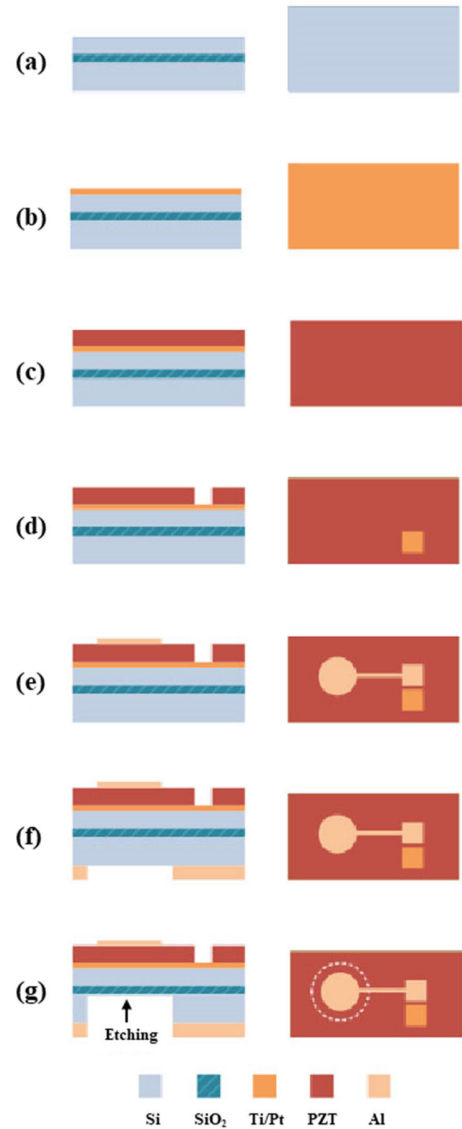 (a)
(b)
(c)
(d)
(e)
(f)
(g)
Etching
Si SiO₂ Ti/Pt PZT Al